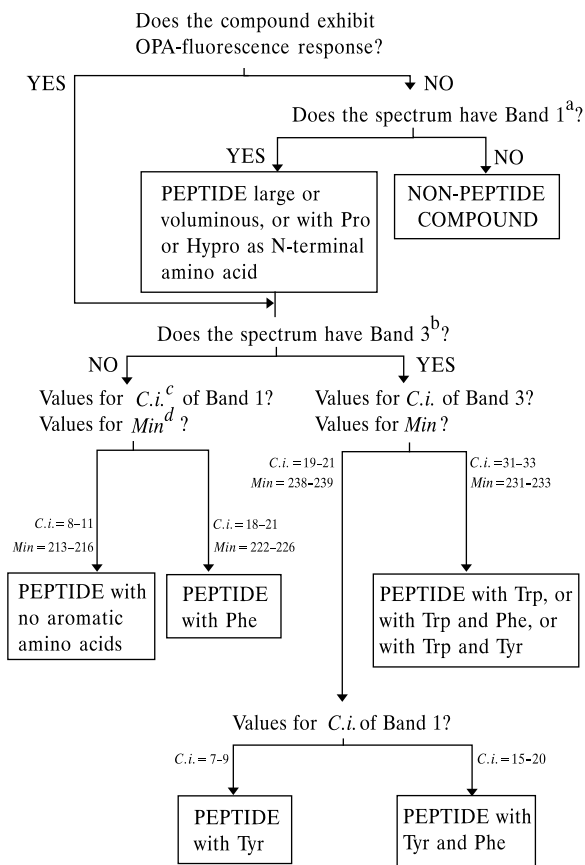 Does the compound exhibit
OPA-fluorescence response?
YES
NO
Does the spectrum have Band 1a?
YES
NO
PEPTIDE large or
voluminous, or with Pro
or Hypro as N-terminal
amino acid
NON-PEPTIDE
COMPOUND
Does the spectrum have Band 3b?
NO
YES
Values for C.i.c of Band 1?
Values for Mind ?
Values for C.i. of Band 3?
Values for Min?
C.i. = 19–21
Min = 238–239
C.i. = 31–33
Min = 231–233
C.i. = 8–11
Min = 213–216
C.i. = 18–21
Min = 222–226
PEPTIDE with
no aromatic
amino acids
PEPTIDE
with Phe
PEPTIDE with Trp, or
with Trp and Phe, or
with Trp and Tyr
Values for C.i. of Band 1?
C.i. = 7–9
C.i. = 15–20
PEPTIDE
with Tyr
PEPTIDE with
Tyr and Phe